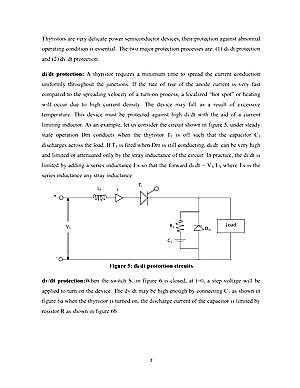 Thyristors are very delicate power semiconductor devices, their protection against abnormal
operating condition is essential. The two major protection processes are: (1) di/dt protection
and (2) dv/dt protection.
di/dt protection: A thyristor requires a minimum time to spread the current conduction
uniformly throughout the junctions. If the rate of rise of the anode current is very fast
compared to the spreading velocity of a turn-on process, a localized “hot spot” or heating
will occur due to high current density. The device may fail as a result of excessive
temperature. This device must be protected against high di/dt with the aid of a current
limiting inductor. As an example, let us consider the circuit shown in figure 5, under steady
state operation Dm conducts when the thyristor T₁ is off such that the capacitor C₁
discharges across the load. If T₁ is fired when Dm is still conducting, di/dt can be very high
and limited or attenuated only by the stray inductance of the circuit. In practice, the di/dt is
limited by adding a series inductance Ls so that the forward di/dt = Vs/Ls, where Ls is the
series inductance any stray inductance
T₁
Load
Figure 5: di/dt protection circuits
dv/dt protection:When the switch S₁ in figure 6 is closed, at t=0, a step voltage will be
applied to turn on the device. The dv/dt may be high enough by connecting C₁ as shown in
figure 6a when the thyristor is turned on, the discharge current of the capacitor is limited by
resistor R as shown in figure 6b.